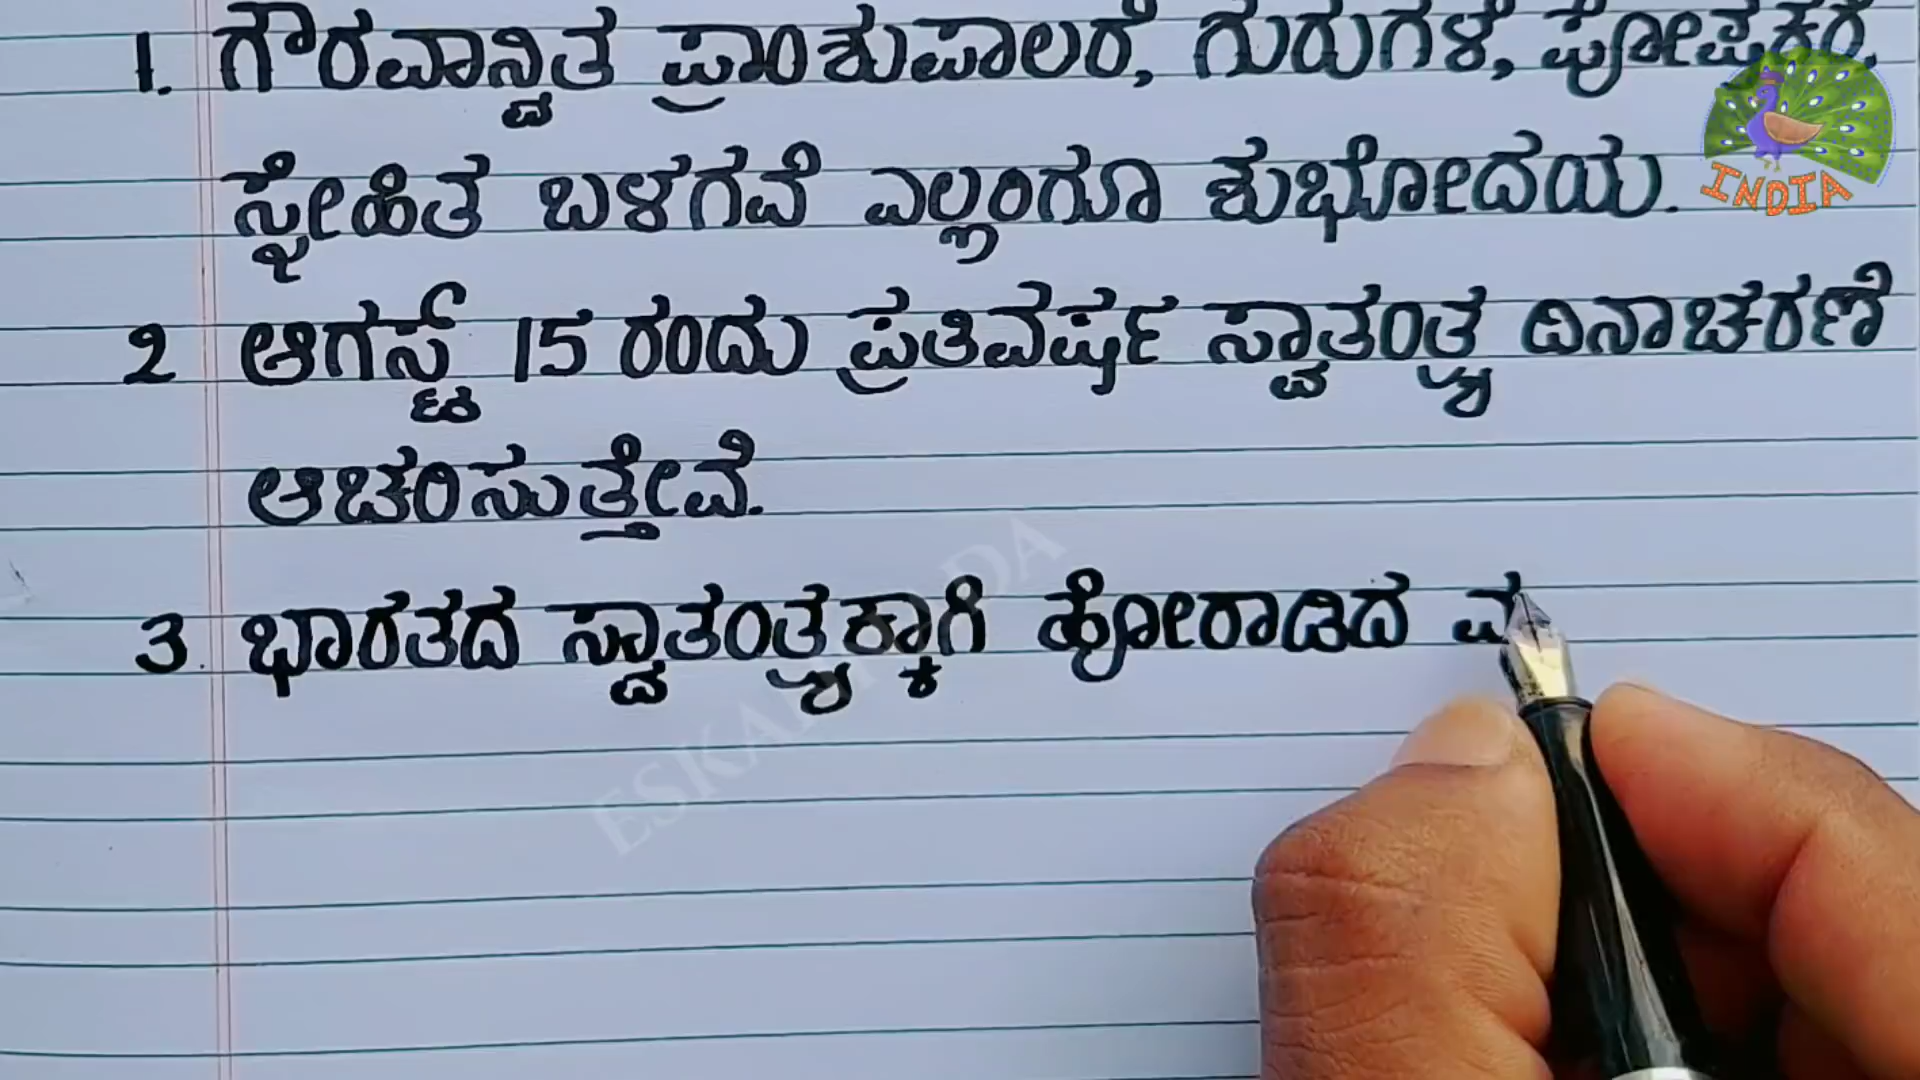 1. ಗೌರವಾನ್ವಿತ ಪ್ರಾಂಶುಪಾಲರೆ, ಗುರುಗಳೆ, ಪೋಷಕರೆ,
ಸ್ನೇಹಿತ ಬಳಗವೆ ಎಲ್ಲರಿಗೂ ಶುಭೋದಯ.
INDIA
2 ಆಗಸ್ಟ್ 15 ರಂದು ಪ್ರತಿವರ್ಷ ಸ್ವಾತಂತ್ರ್ಯ ದಿನಾಚರಣೆ
ಆಚರಿಸುತ್ತೇವೆ.
3. ಭಾರತದ ಸ್ವಾತಂತ್ರ್ಯಕ್ಕಾಗಿ ಹೋರಾಡಿದ